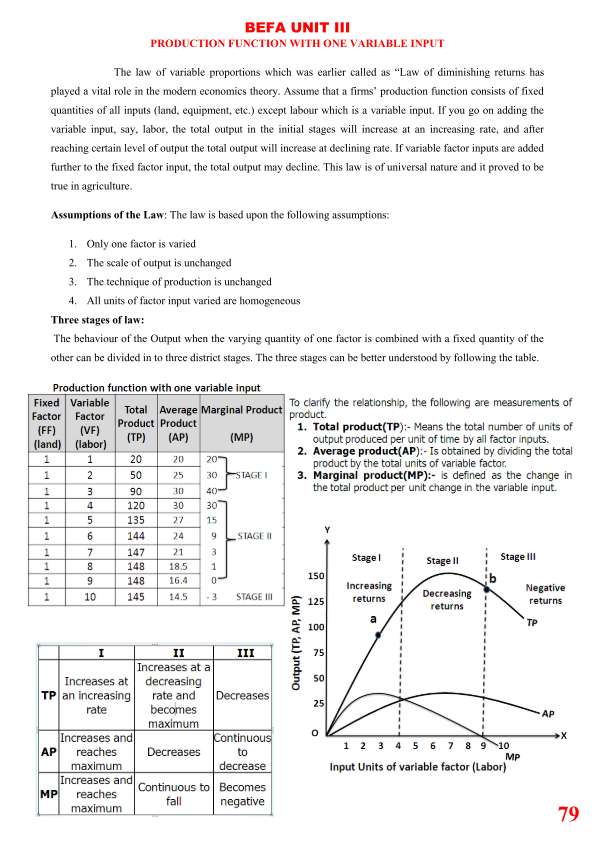 BEFA UNIT III
PRODUCTION FUNCTION WITH ONE VARIABLE INPUT
The law of variable proportions which was earlier called as “Law of diminishing returns has
played a vital role in the modern economics theory. Assume that a firms’ production function consists of fixed
quantities of all inputs (land, equipment, etc.) except labour which is a variable input. If you go on adding the
variable input, say, labor, the total output in the initial stages will increase at an increasing rate, and after
reaching certain level of output the total output will increase at declining rate. If variable factor inputs are added
further to the fixed factor input, the total output may decline. This law is of universal nature and it proved to be
true in agriculture.
Assumptions of the Law: The law is based upon the following assumptions:
1. Only one factor is varied
2. The scale of output is unchanged
3. The technique of production is unchanged
4. All units of factor input varied are homogeneous
Three stages of law:
The behaviour of the Output when the varying quantity of one factor is combined with a fixed quantity of the
other can be divided in to three district stages. The three stages can be better understood by following the table.
Production function with one variable input
Fixed Factor (FF) (land) Variable Factor (VF) (labor) Total Product (TP) Average Product (AP) Marginal Product (MP)
1 1 20 20 20
1 2 50 25 30 STAGE I
1 3 90 30 40
1 4 120 30 30
1 5 135 27 15
1 6 144 24 9 STAGE II
1 7 147 21 3
1 8 148 18.5 1
1 9 148 16.4 0
1 10 145 14.5 - 3 STAGE III
To clarify the relationship, the following are measurements of
product.
1. Total product(TP):- Means the total number of units of
output produced per unit of time by all factor inputs.
2. Average product(AP):- Is obtained by dividing the total
product by the total units of variable factor.
3. Marginal product(MP):- is defined as the change in
the total product per unit change in the variable input.
I II III
TP Increases at an increasing rate Increases at a decreasing rate and becomes maximum Decreases
AP Increases and reaches maximum Decreases Continuous to decrease
MP Increases and reaches maximum Continuous to fall Becomes negative
Y
Stage I Stage II Stage III
Increasing returns Decreasing returns Negative returns
a b
TP
AP
MP
Output (TP, AP, MP)
150
125
100
75
50
25
O
1 2 3 4 5 6 7 8 9 10
X
Input Units of variable factor (Labor)
79